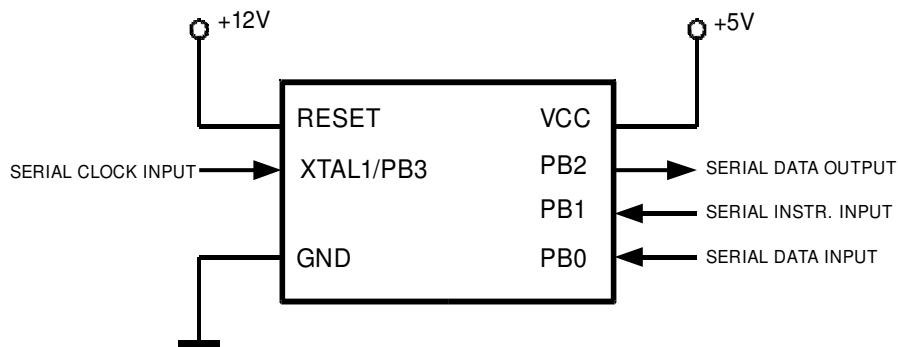 +12V
+5V
RESET
VCC
SERIAL CLOCK INPUT
XTAL1/PB3
PB2
SERIAL DATA OUTPUT
PB1
SERIAL INSTR. INPUT
GND
PB0
SERIAL DATA INPUT